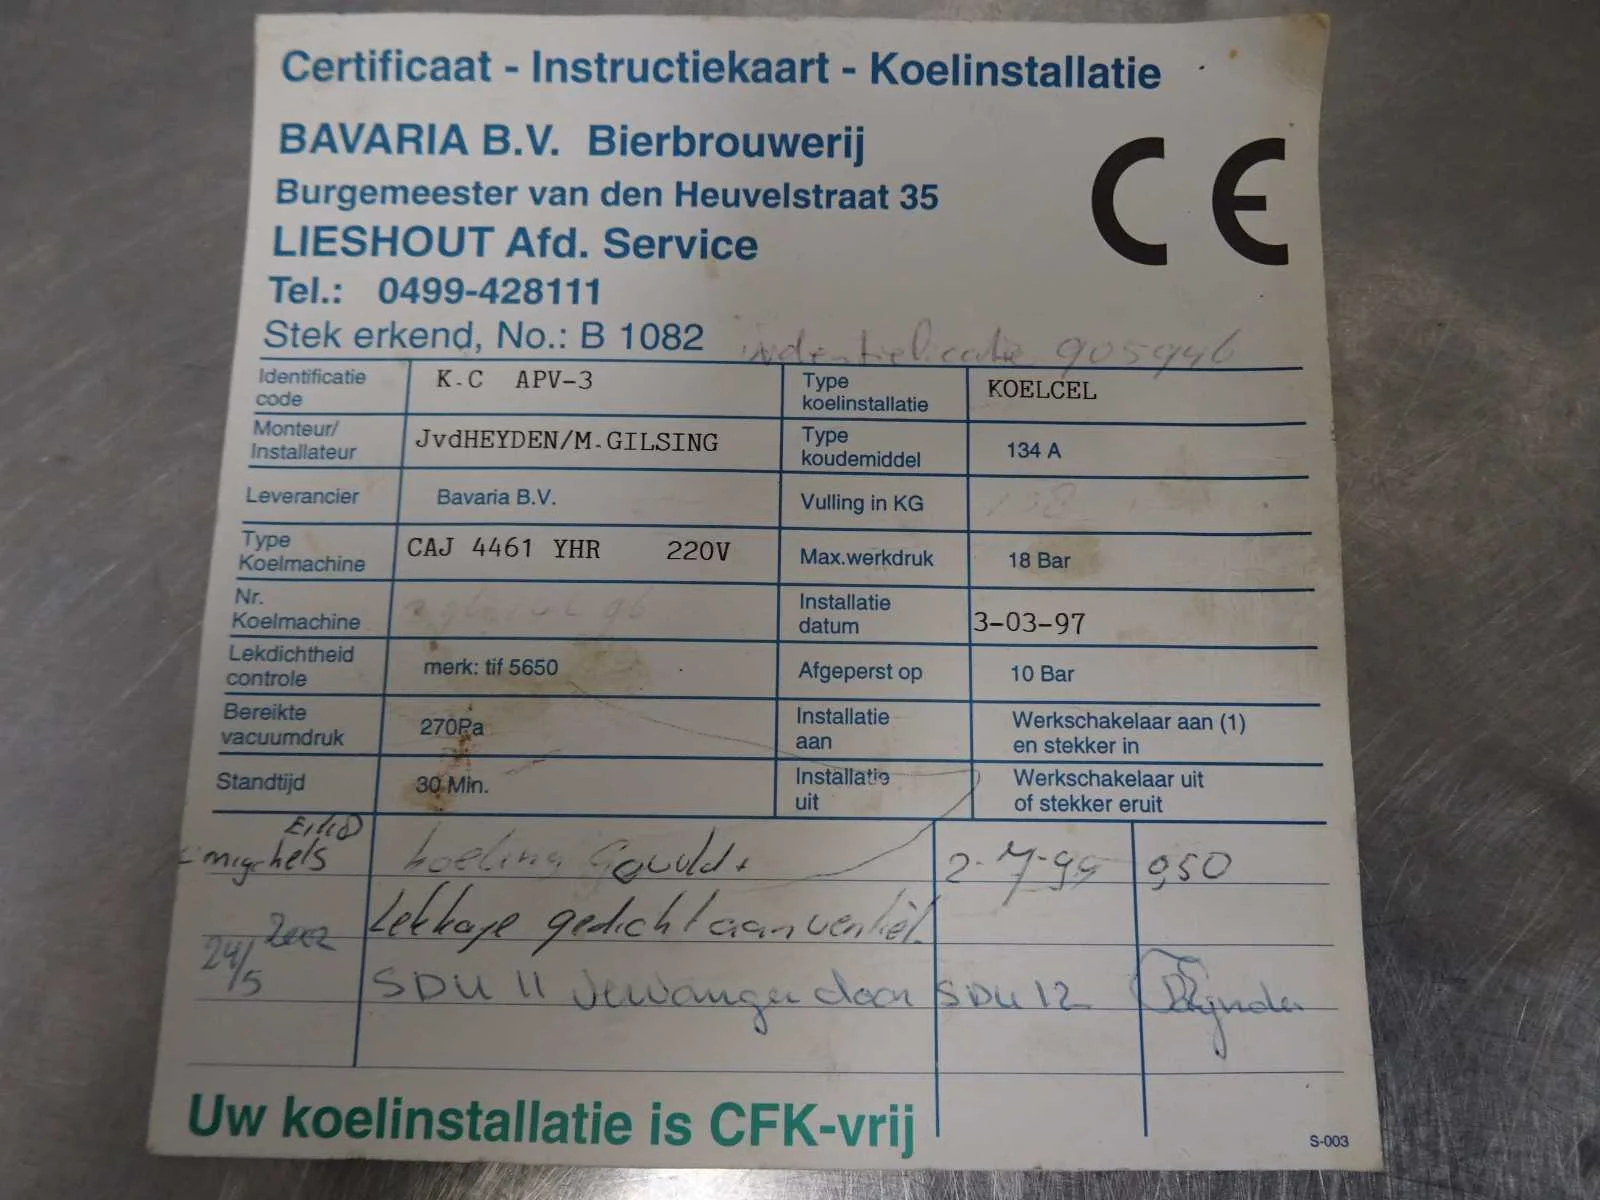 Certificaat - Instructiekaart - Koelinstallatie
BAVARIA B.V. Bierbrouwerij
Burgemeester van den Heuvelstraat 35
LIESHOUT Afd. Service
Tel.: 0499-428111
CE
Stek erkend, No.: B 1082
905946
Identificatie code
K.C APV-3
Type koelinstallatie
KOELCEL
Monteur/ Installateur
JvdHEYDEN/M.GILSING
Type koudemiddel
134 A
Leverancier
Bavaria B.V.
Vulling in KG
Type Koelmachine
CAJ 4461 YHR 220V
Max.werkdruk
18 Bar
Nr. Koelmachine
Installatie datum
3-03-97
Lekdichtheid controle
merk: tif 5650
Afgeperst op
10 Bar
Bereikte vacuumdruk
270Pa
Installatie aan
Werkschakelaar aan (1)
en stekker in
Standtijd
30 Min.
Installatie uit
Werkschakelaar uit
of stekker eruit
koeling gevuld + 2-7-99 0,50
Lekkage gedicht aan ventiel.
24/5 2002 SDU 11 door SDU 12
Uw koelinstallatie is CFK-vrij
S-003